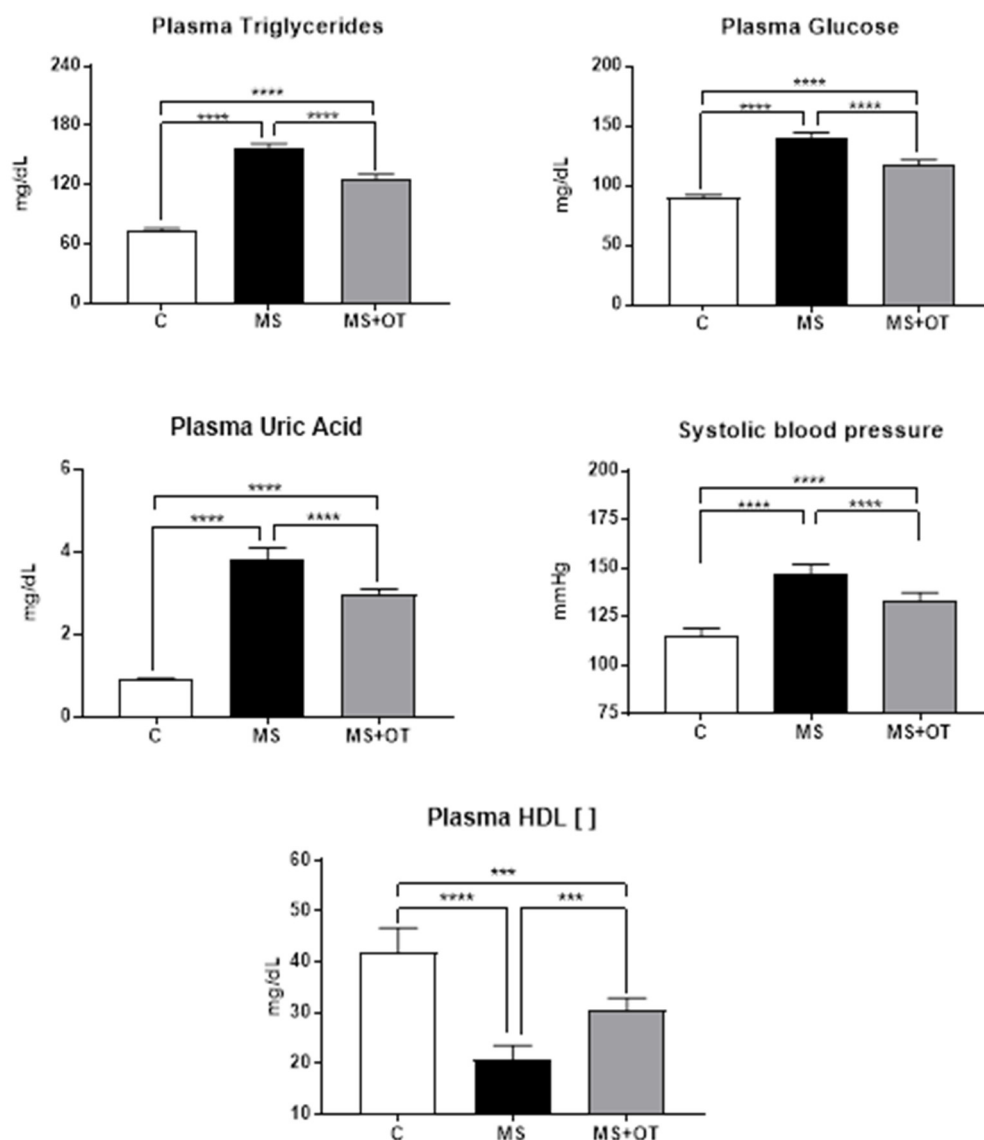 Plasma Triglycerides
mg/dL
240
180
120
60
0
****
****
****
C MS MS+OT
Plasma Glucose
mg/dL
200
150
100
50
0
****
****
****
C MS MS+OT
Plasma Uric Acid
mg/dL
6
4
2
0
****
****
****
C MS MS+OT
Systolic blood pressure
mmHg
200
175
150
125
100
75
****
****
****
C MS MS+OT
Plasma HDL [ ]
mg/dL
60
50
40
30
20
10
***
****
***
C MS MS+OT